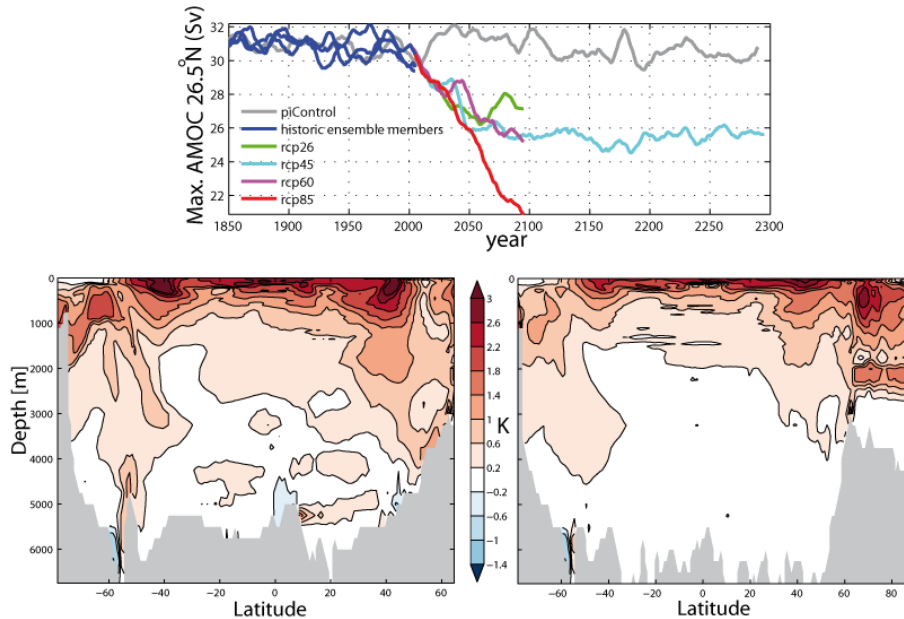 Max. AMOC 26.5°N (Sv)
32
30
28
26
24
22
piControl
historic ensemble members
rcp26
rcp45
rcp60
rcp85
1850 1900 1950 2000 2050 2100 2150 2200 2250 2300
year
Depth [m]
0
1000
2000
3000
4000
5000
6000
−60 −40 −20 0 20 40 60
Latitude
3
2.6
2.2
1.8
1.4
1
0.6
0.2
−0.2
−0.6
−1
−1.4
K
0
−60 −40 −20 0 20 40 60 80
Latitude